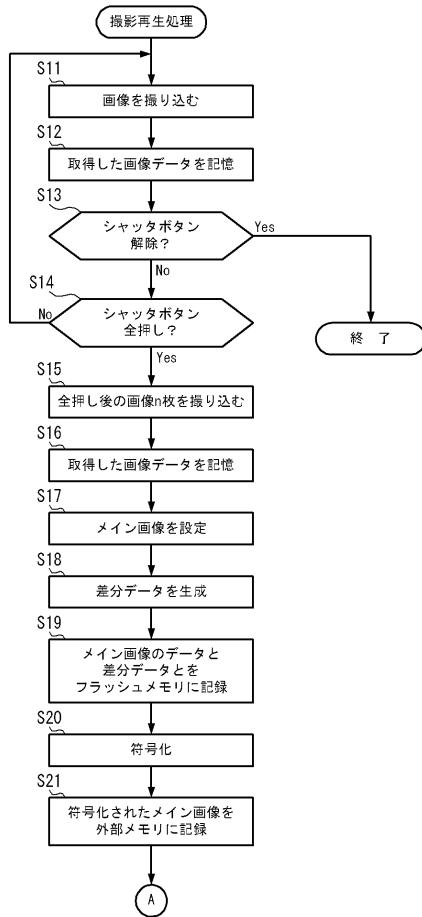 撮影再生処理
S11
画像を撮り込む
S12
取得した画像データを記憶
S13
シャッタボタン
解除?
Yes
No
S14
シャッタボタン
全押し?
No
Yes
終 了
S15
全押し後の画像n枚を撮り込む
S16
取得した画像データを記憶
S17
メイン画像を設定
S18
差分データを生成
S19
メイン画像のデータと
差分データとを
フラッシュメモリに記録
S20
符号化
S21
符号化されたメイン画像を
外部メモリに記録
A